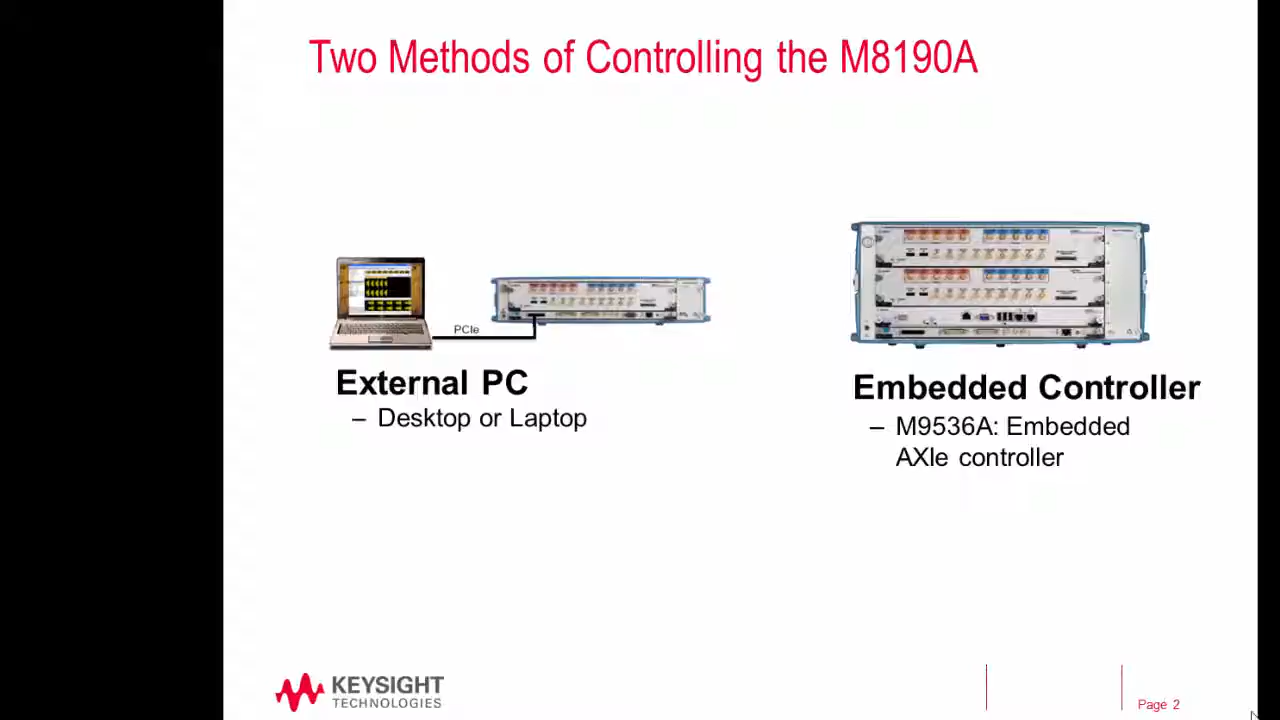 Two Methods of Controlling the M8190A
PCIe
External PC
– Desktop or Laptop
Embedded Controller
– M9536A: Embedded
AXIe controller
KEYSIGHT
TECHNOLOGIES
Page 2